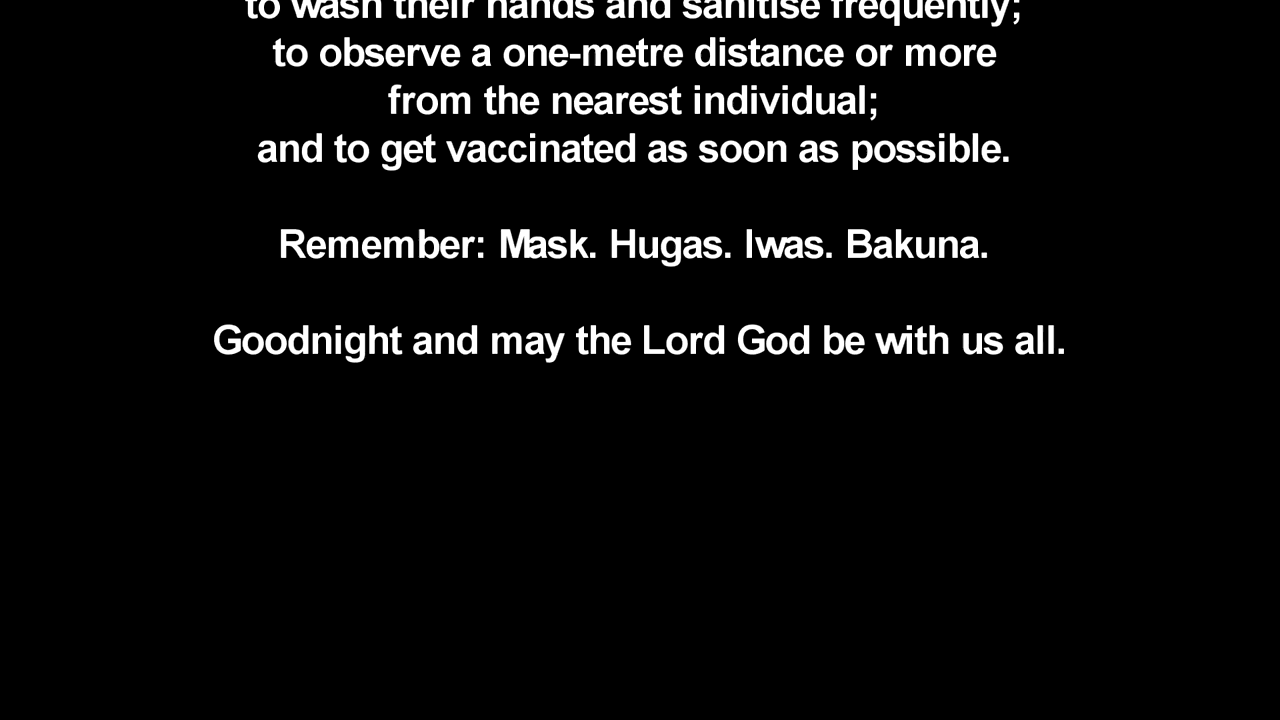 to wash their hands and sanitise frequently;
to observe a one-metre distance or more
from the nearest individual;
and to get vaccinated as soon as possible.
Remember: Mask. Hugas. Iwas. Bakuna.
Goodnight and may the Lord God be with us all.